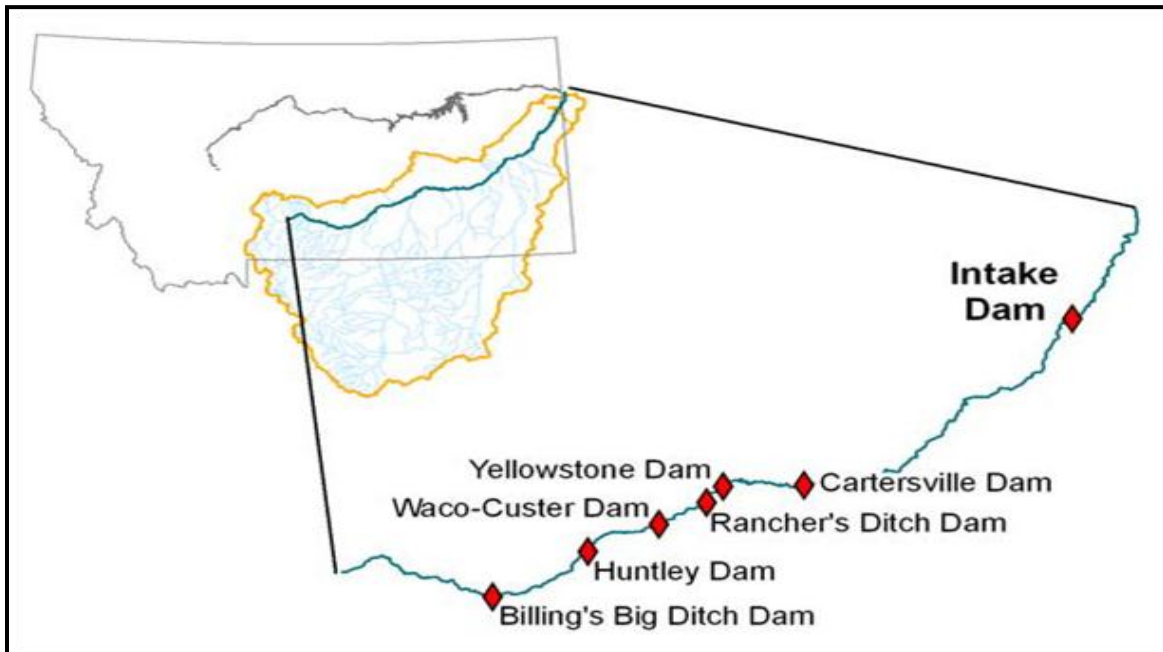 Intake
Dam
Yellowstone Dam
Cartersville Dam
Waco-Custer Dam
Rancher's Ditch Dam
Huntley Dam
Billing's Big Ditch Dam